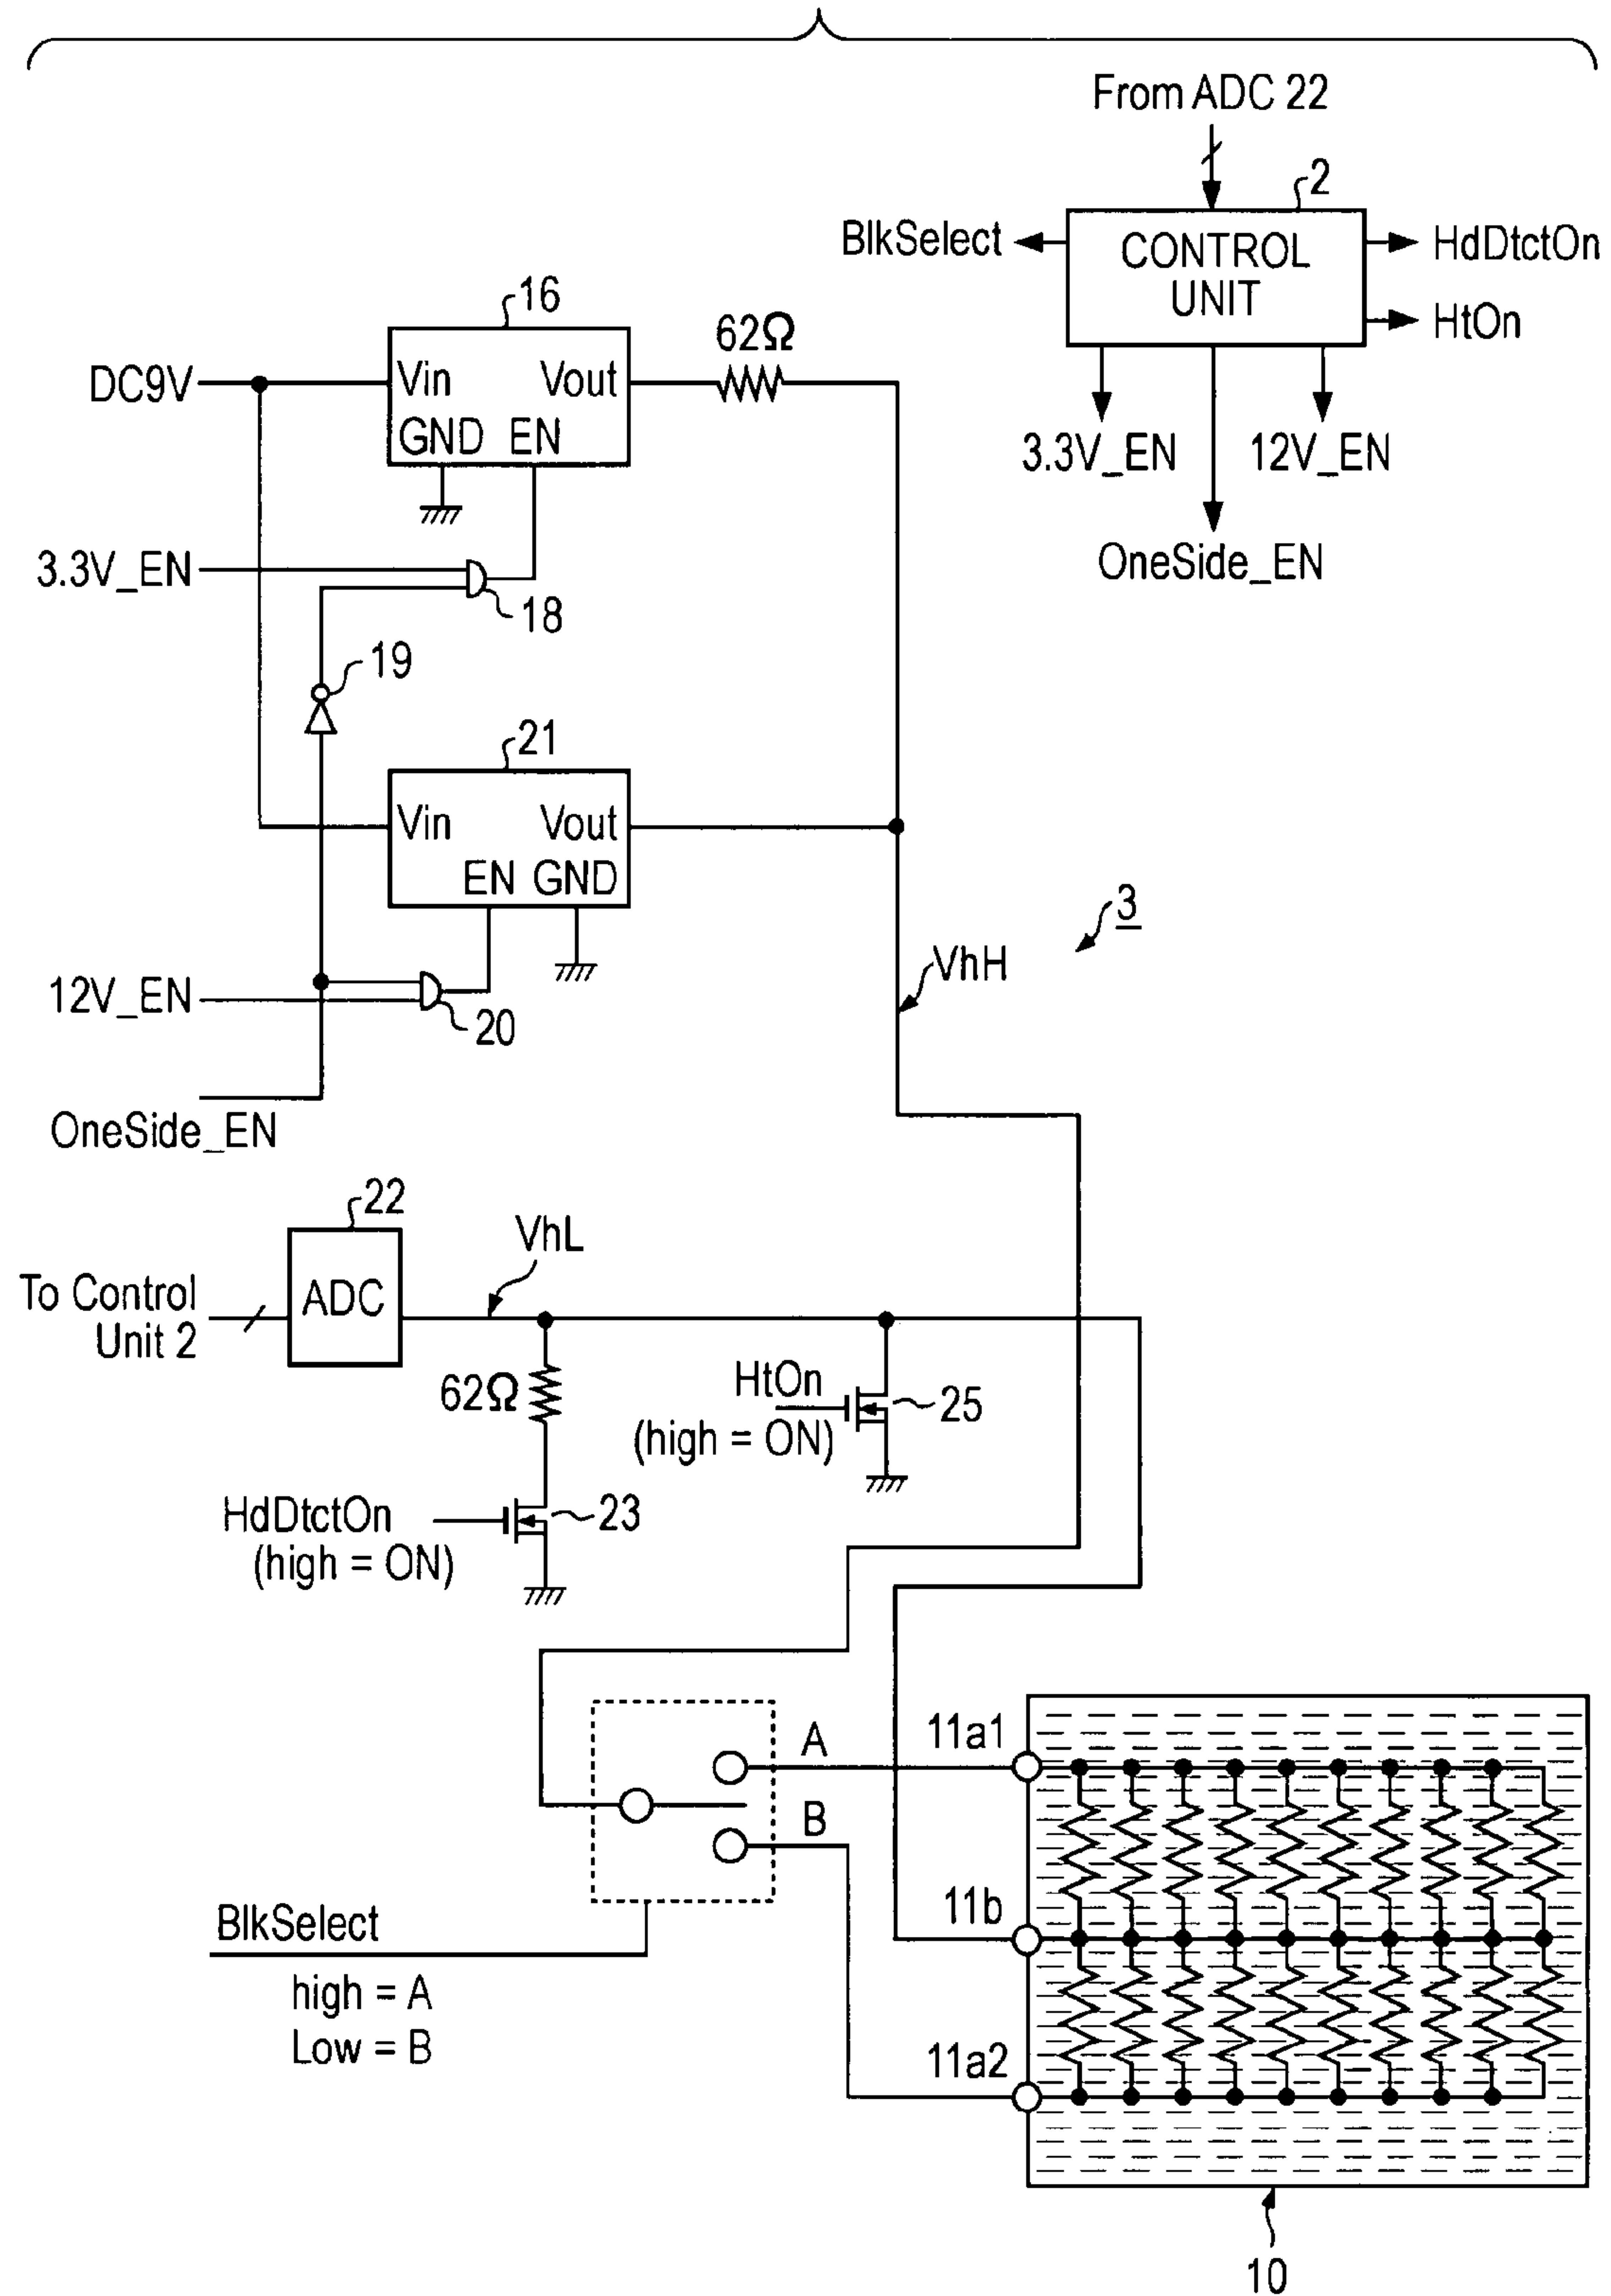 From ADC 22
2
BlkSelect
CONTROL
UNIT
HdDtctOn
HtOn
3.3V_EN
12V_EN
OneSide_EN
16
62Ω
DC9V
Vin
Vout
GND
EN
3.3V_EN
18
19
21
Vin
Vout
EN
GND
3
VhH
12V_EN
20
OneSide_EN
22
VhL
To Control
Unit 2
ADC
62Ω
HtOn
(high = ON)
25
HdDtctOn
(high = ON)
23
A
11a1
B
11b
BlkSelect
high = A
Low = B
11a2
10